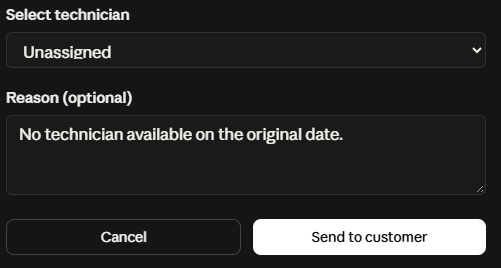 Select technician
Unassigned
Reason (optional)
No technician available on the original date.
Cancel
Send to customer